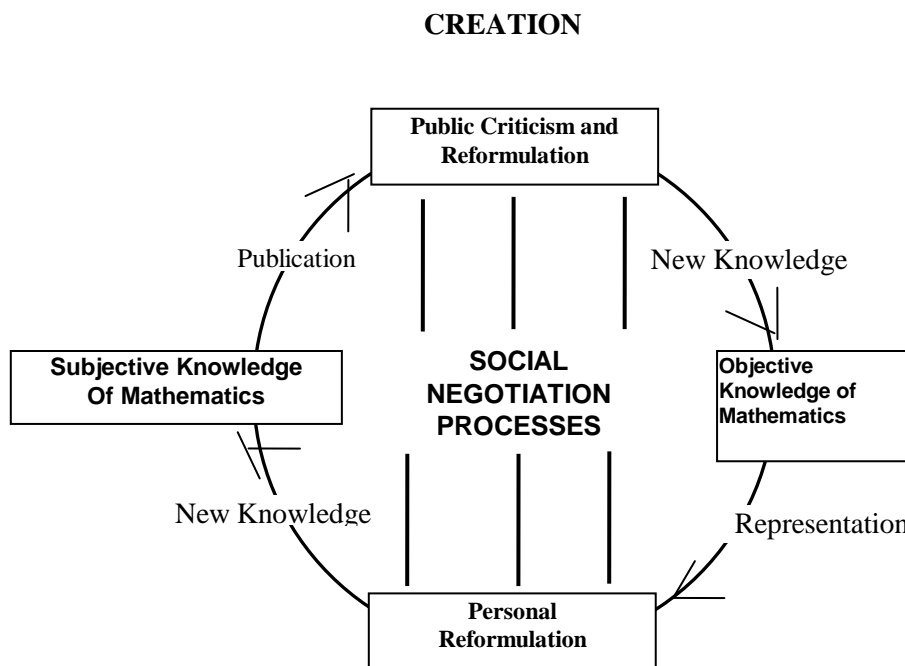 CREATION
Public Criticism and
Reformulation
Publication
New Knowledge
Subjective Knowledge
Of Mathematics
SOCIAL
NEGOTIATION
PROCESSES
Objective
Knowledge of
Mathematics
New Knowledge
Representation
Personal
Reformulation